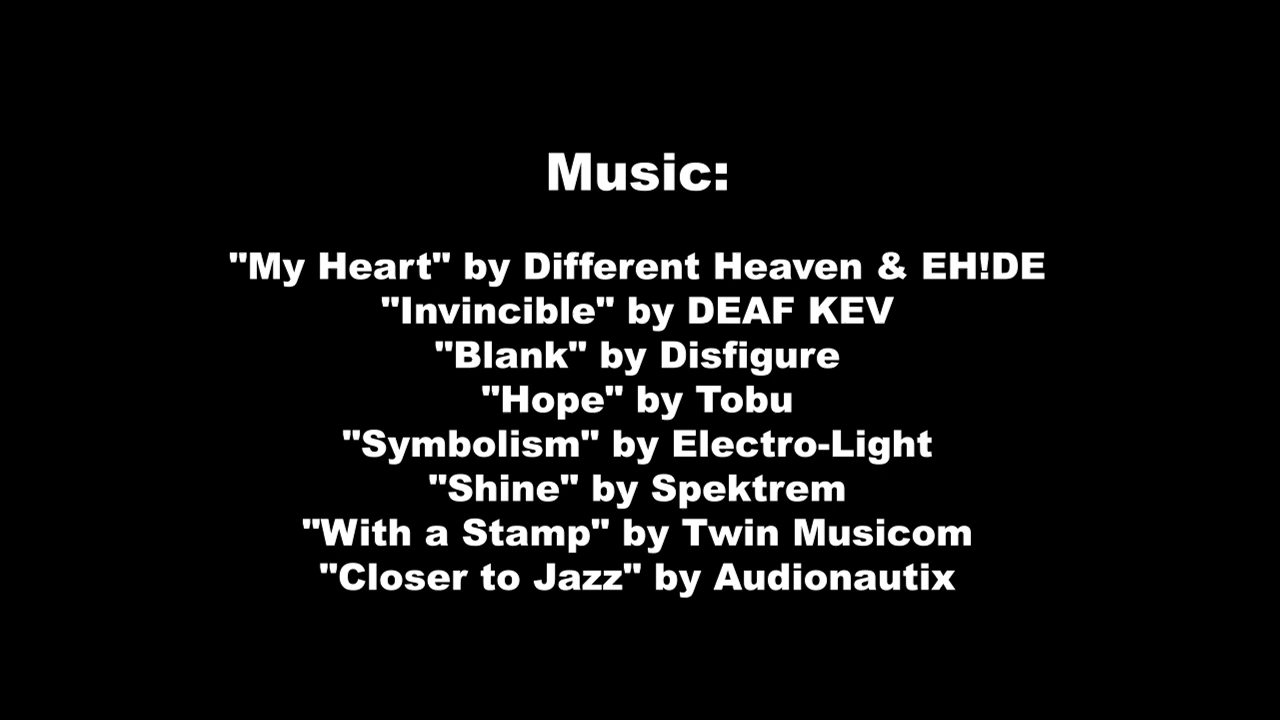 Music:
"My Heart" by Different Heaven & EH!DE
"Invincible" by DEAF KEV
"Blank" by Disfigure
"Hope" by Tobu
"Symbolism" by Electro-Light
"Shine" by Spektrem
"With a Stamp" by Twin Musicom
"Closer to Jazz" by Audionautix